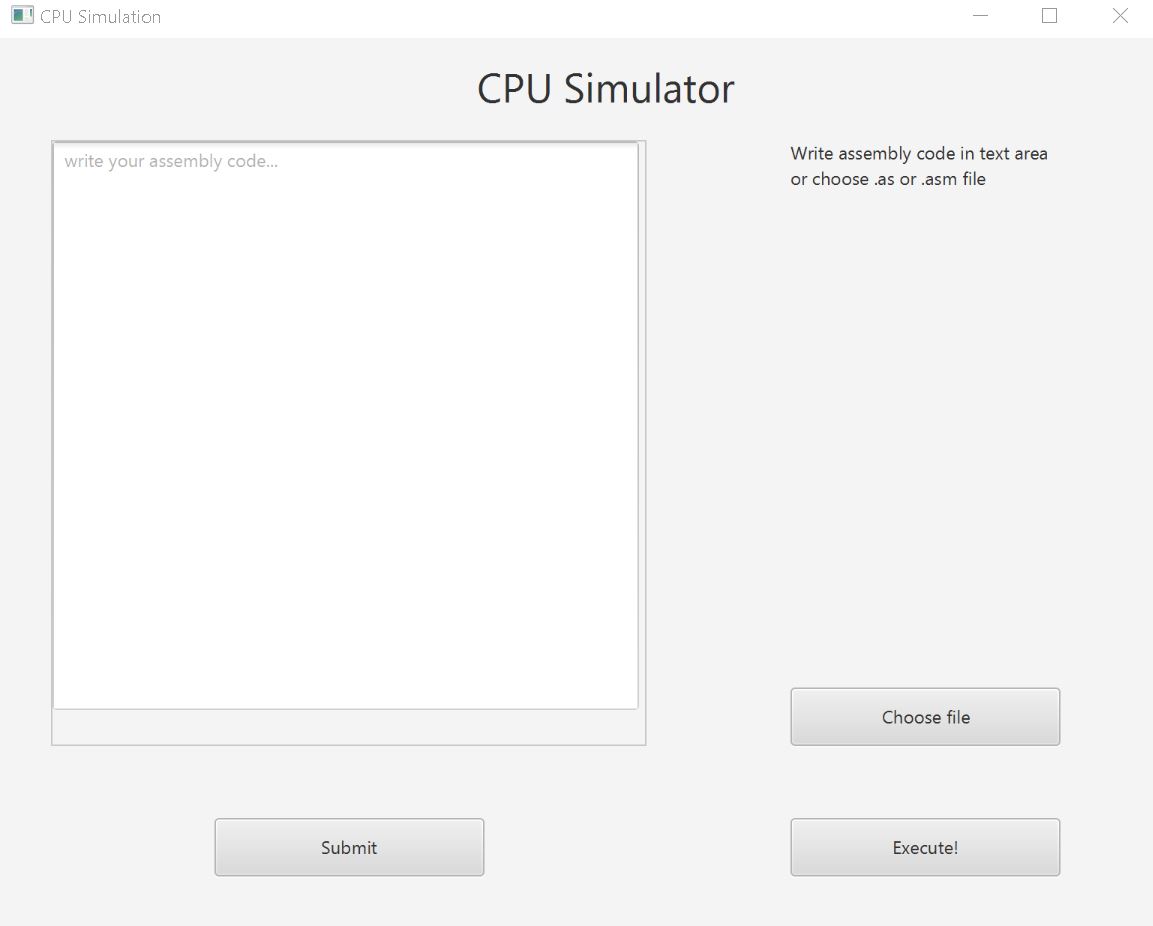 CPU Simulation
CPU Simulator
write your assembly code...
Write assembly code in text area
or choose .as or .asm file
Choose file
Submit
Execute!